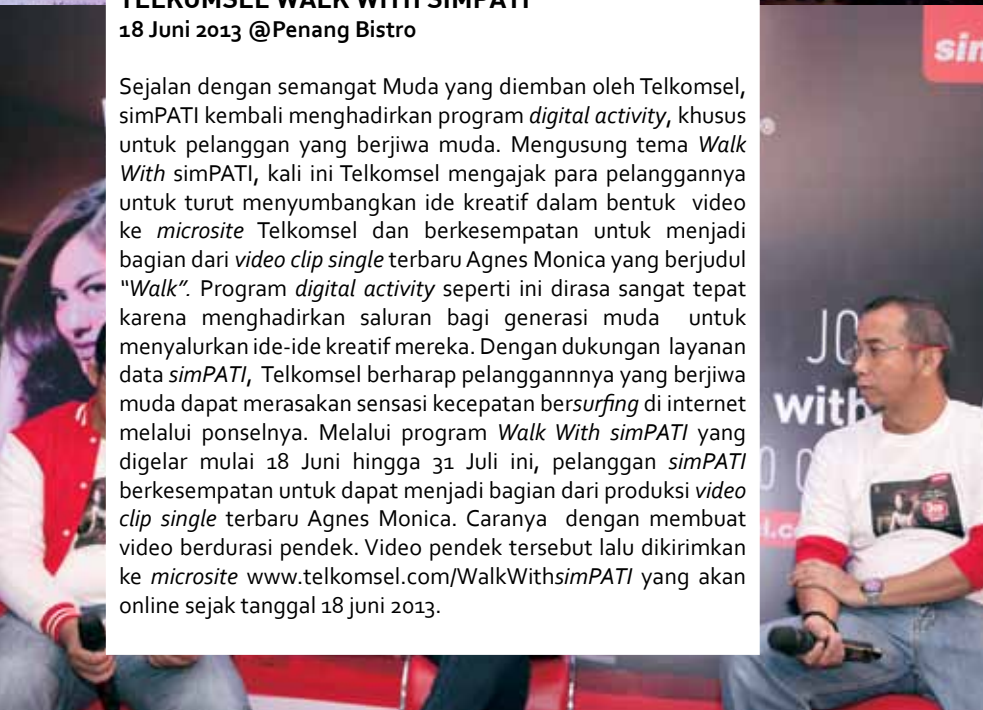 TELKOMSEL WALK WITH SIMPATI
18 Juni 2013 @Penang Bistro
Sejalan dengan semangat Muda yang diemban oleh Telkomsel,
simPATI kembali menghadirkan program digital activity, khusus
untuk pelanggan yang berjiwa muda. Mengusung tema Walk
With simPATI, kali ini Telkomsel mengajak para pelanggannya
untuk turut menyumbangkan ide kreatif dalam bentuk video
ke microsite Telkomsel dan berkesempatan untuk menjadi
bagian dari video clip single terbaru Agnes Monica yang berjudul
"Walk". Program digital activity seperti ini dirasa sangat tepat
karena menghadirkan saluran bagi generasi muda untuk
menyalurkan ide-ide kreatif mereka. Dengan dukungan layanan
data simPATI, Telkomsel berharap pelanggannnya yang berjiwa
muda dapat merasakan sensasi kecepatan bersurfing di internet
melalui ponselnya. Melalui program Walk With simPATI yang
digelar mulai 18 Juni hingga 31 Juli ini, pelanggan simPATI
berkesempatan untuk dapat menjadi bagian dari produksi video
clip single terbaru Agnes Monica. Caranya dengan membuat
video berdurasi pendek. Video pendek tersebut lalu dikirimkan
ke microsite www.telkomsel.com/WalkWithsimPATI yang akan
online sejak tanggal 18 juni 2013.
sim
JO
with